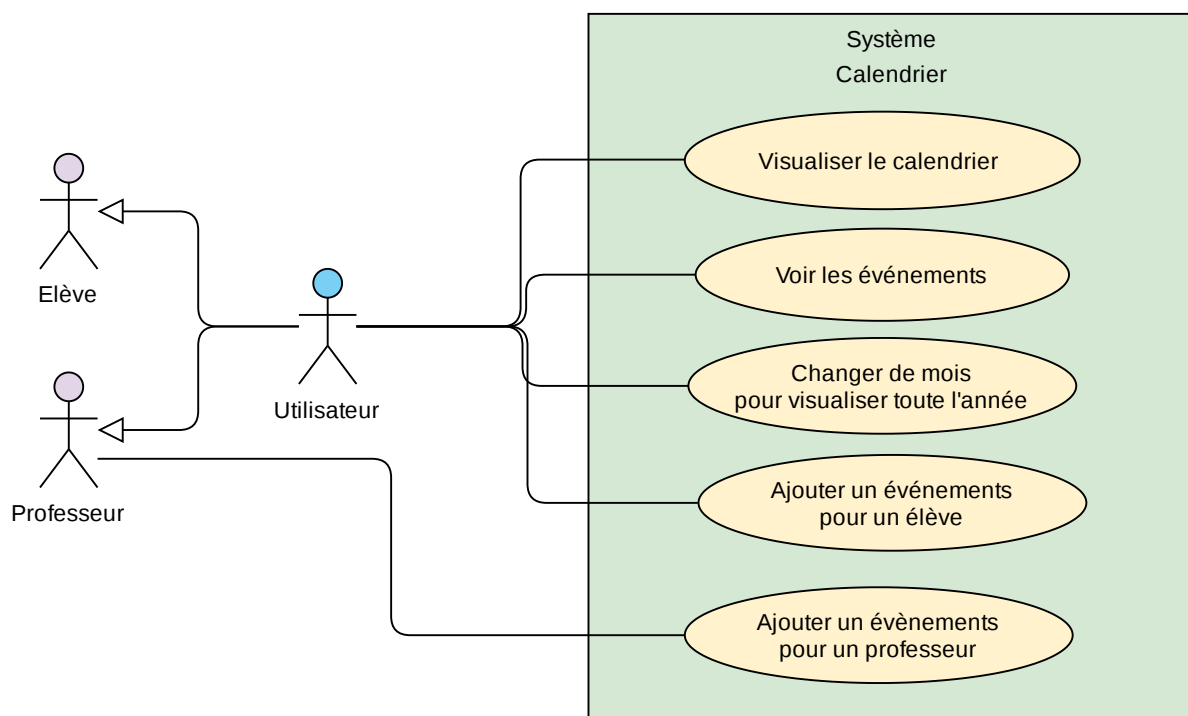 Système
Calendrier
Visualiser le calendrier
Elève
Voir les événements
Utilisateur
Changer de mois
pour visualiser toute l'année
Professeur
Ajouter un événements
pour un élève
Ajouter un évènements
pour un professeur